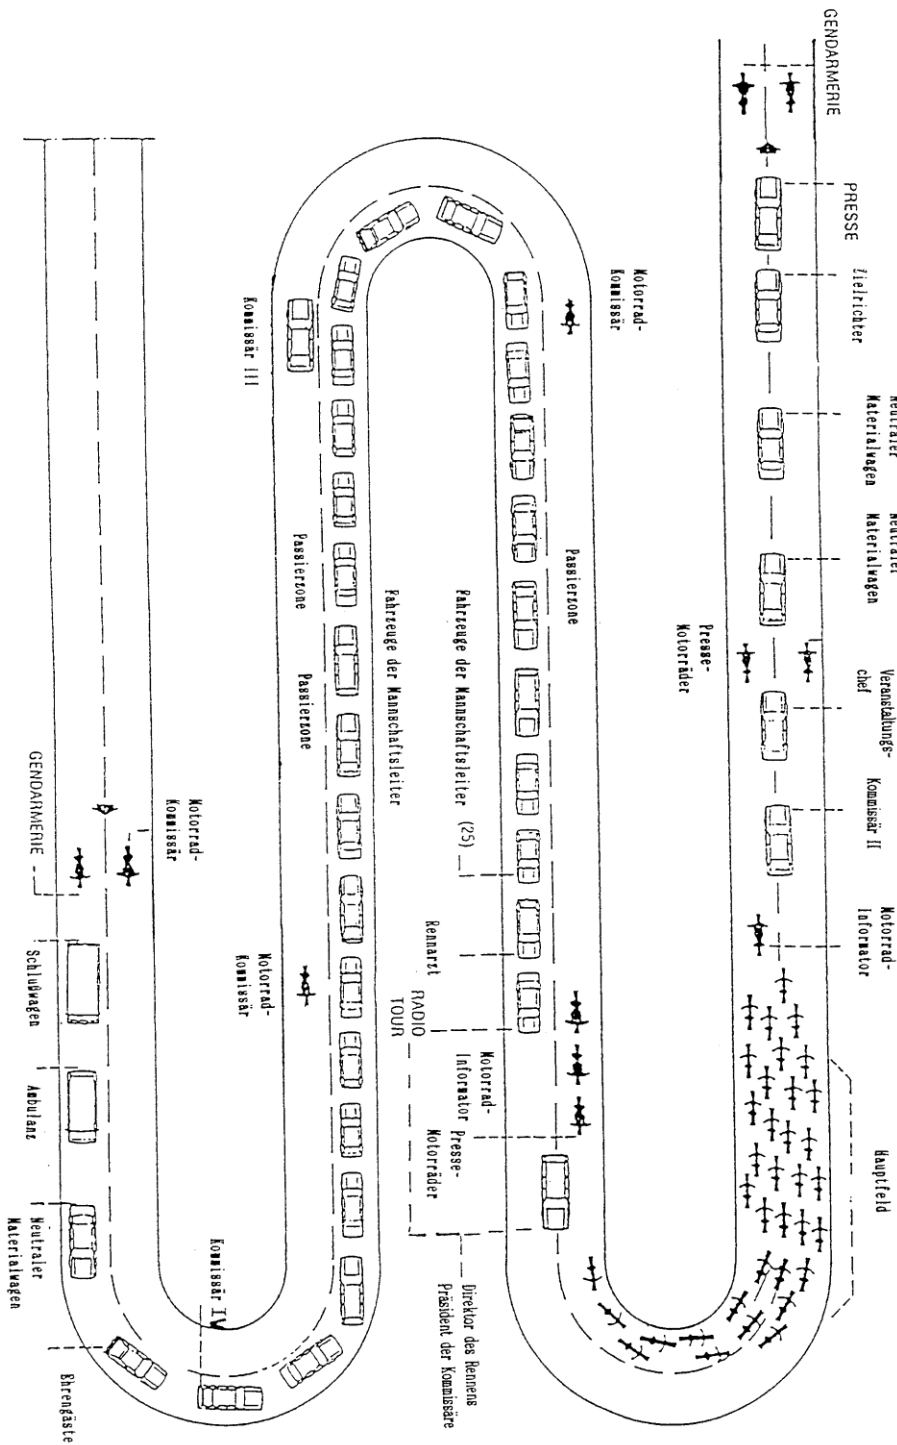 GENDARMERIE
PRESSE
Zielrichter
Neutraler
Materialwagen
Neutraler
Materialwagen
Presse-
Motorräder
Veranstaltungs-
chef
Kommissär II
Motorrad-
Informator
Hauptfeld
Direktor des Rennens
Präsident der Kommissäre
Presse-
Motorräder
Motorrad-
Informator
RADIO
TOUR
Rennarzt
Fahrzeuge der Mannschaftsleiter (25)
Passierzone
Motorrad-
Kommissär
Kommissär III
Passierzone
Fahrzeuge der Mannschaftsleiter
Passierzone
Motorrad-
Kommissär
Kommissär IV
Ehrengäste
Neutraler
Materialwagen
Ambulanz
Schlußwagen
GENDARMERIE
Motorrad-
Kommissär